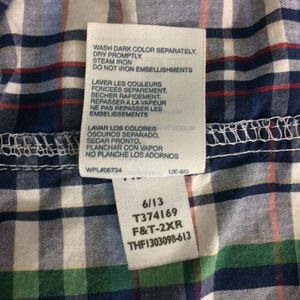 WASH DARK COLOR SEPARATELY,
DRY PROMPTLY,
STEAM IRON
DO NOT IRON EMBELLISHMENTS
LAVER LES COULEURS
FONCEES SEPAREMENT,
SECHER RAPIDEMENT,
REPASSER A LA VAPEUR
NE PAS REPASSER LES
EMBELLISSEMENTS
LAVAR LOS COLORES
OSCUROS SEPARADO,
SEGAR PRONTO,
PLANCHAR CON VAPOR
NO PLANCHE LOS ADORNOS
WPL#06734 UE-6G
6/13
T374169
F&T-2XR
THF1303098-613